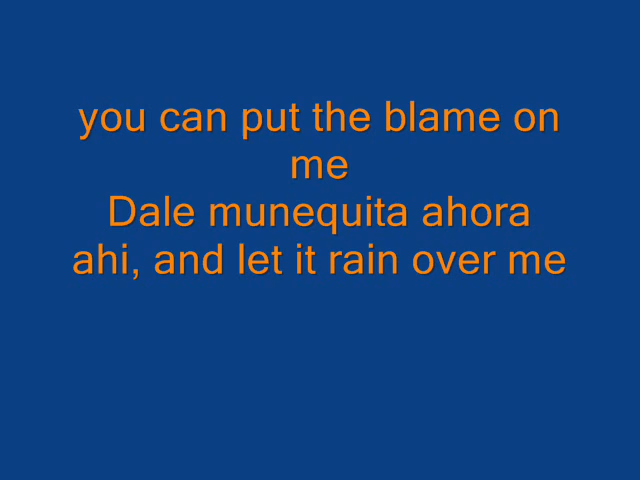 you can put the blame on
me
Dale munequita ahora
ahi, and let it rain over me